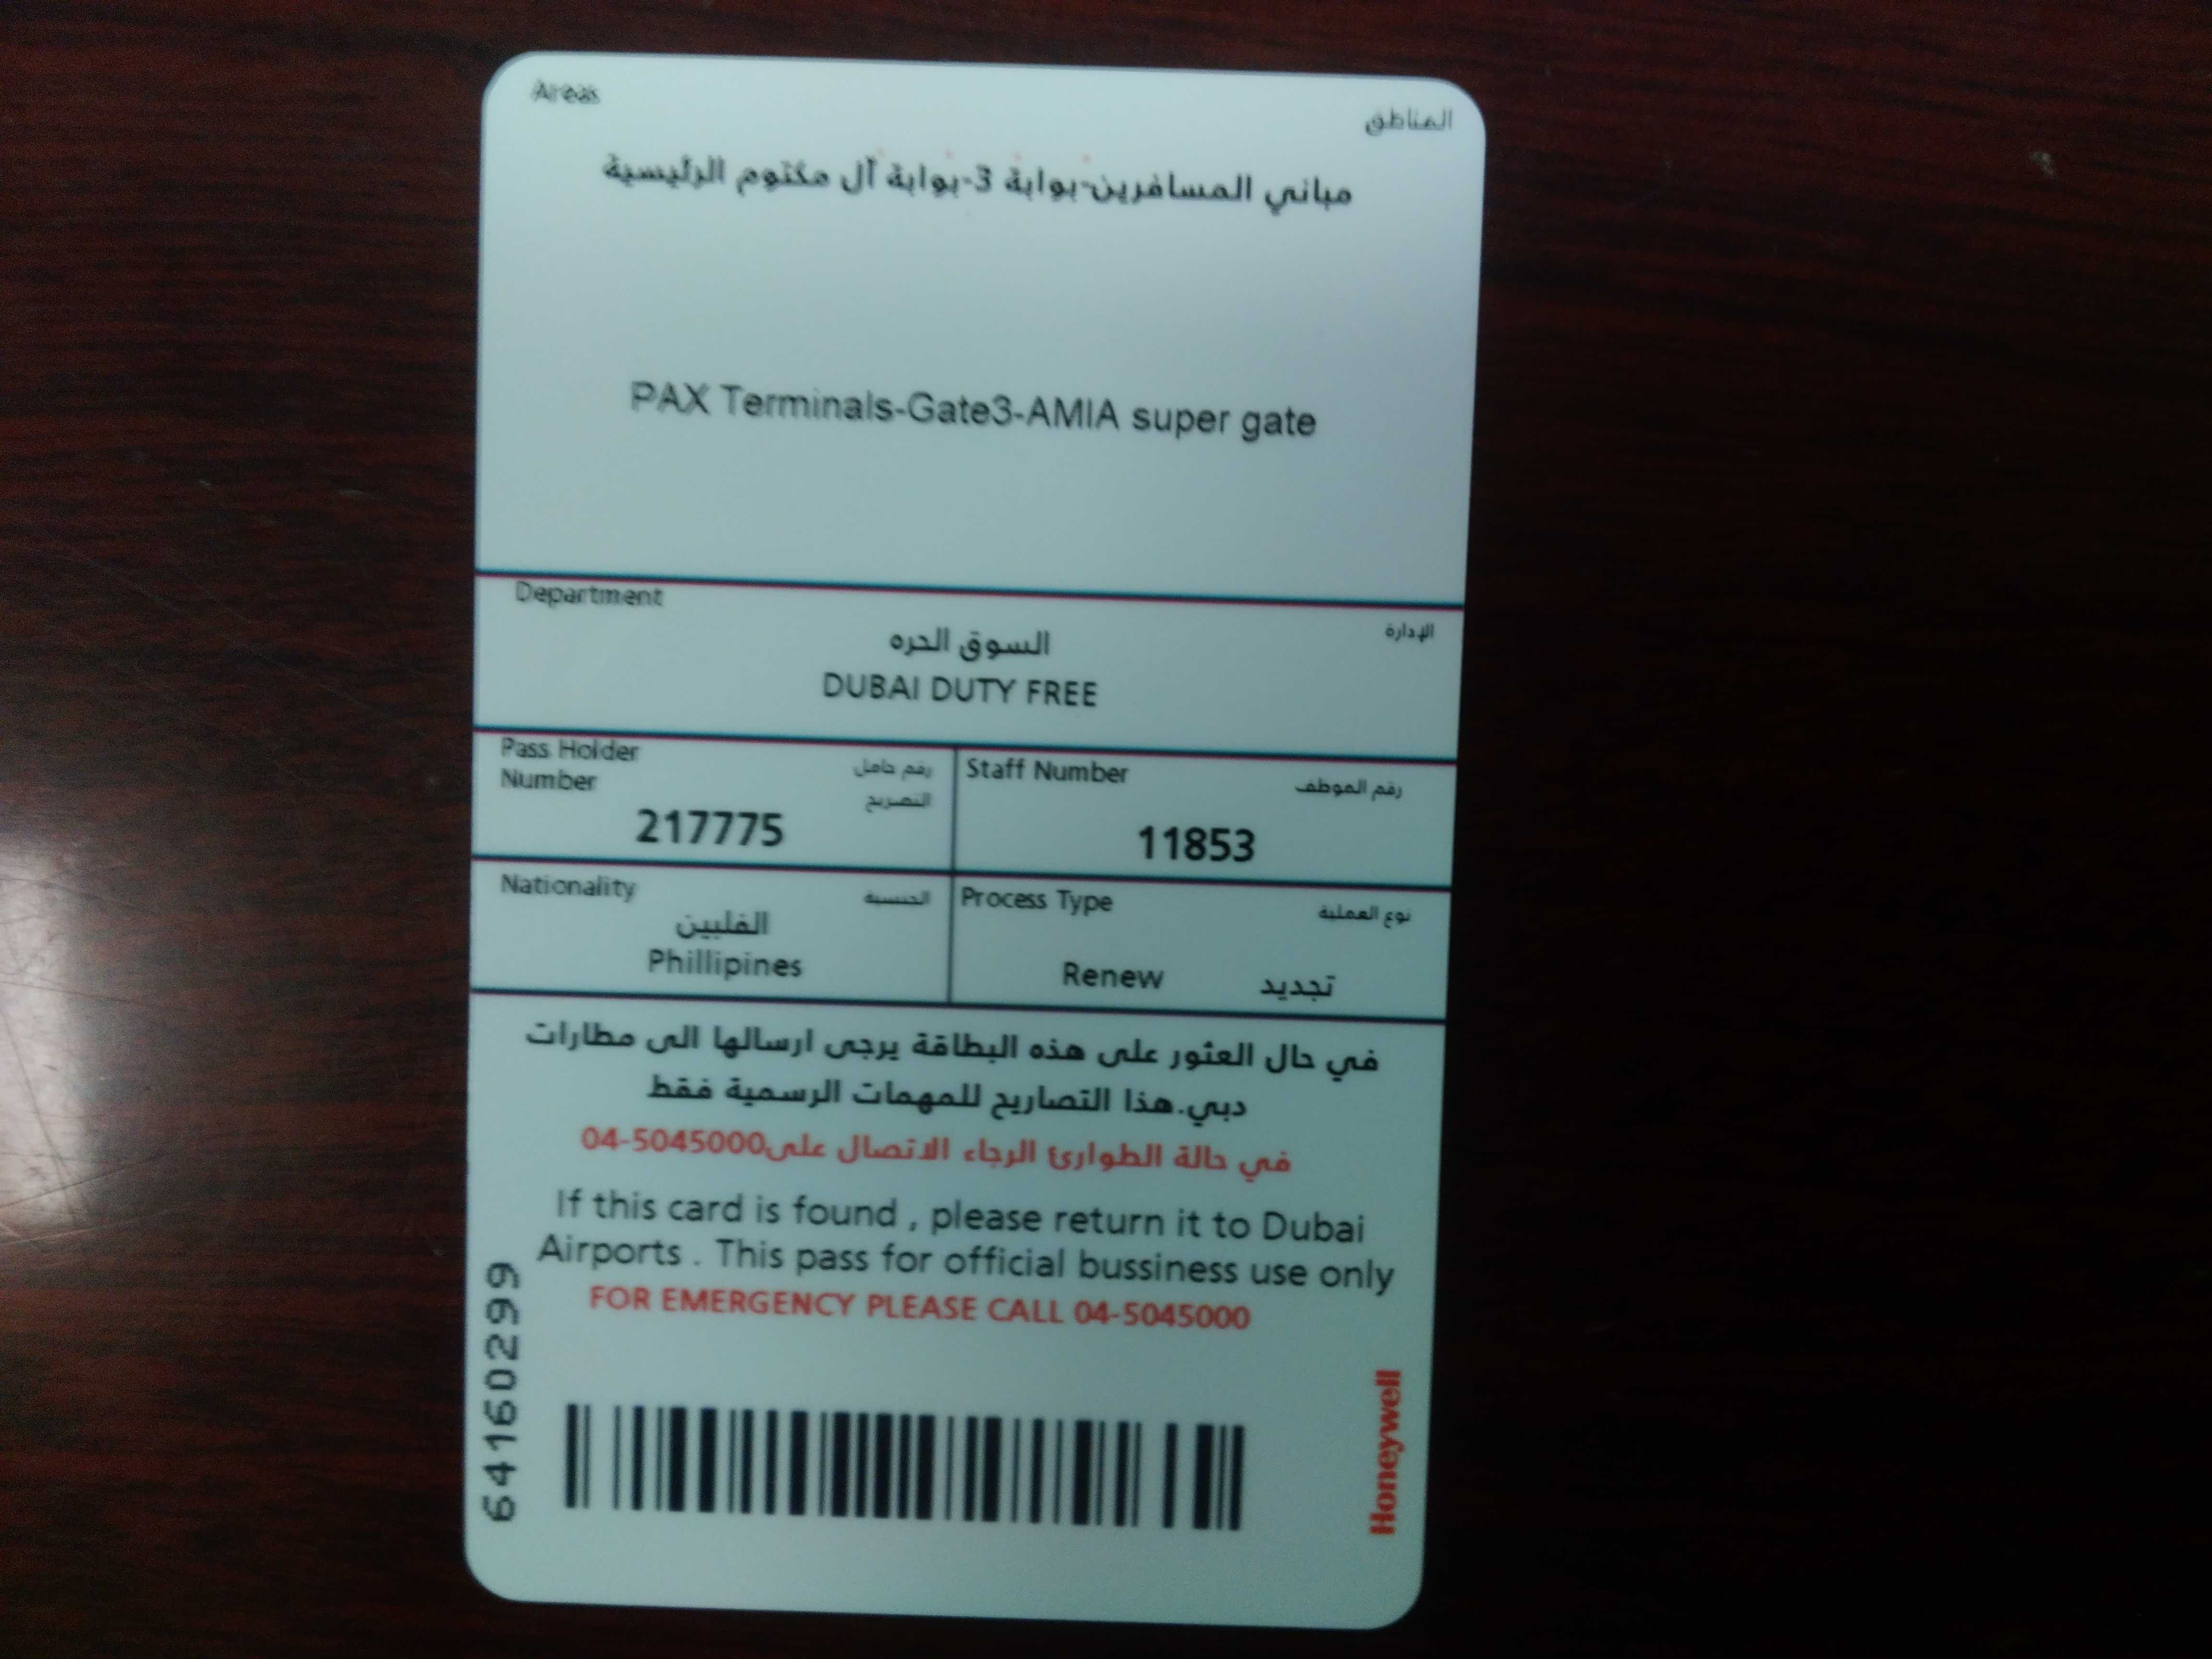 Areas
المناطق
مباني المسافرين-بوابة 3-بوابة آل مكتوم الرئيسية
PAX Terminals-Gate3-AMIA super gate
Department
الإدارة
السوق الحره
DUBAI DUTY FREE
Pass Holder
Number
رقم حامل
التصريح
217775
Staff Number
رقم الموظف
11853
Nationality
الجنسية
الفلبين
Phillipines
Process Type
نوع العملية
Renew تجديد
في حال العثور على هذه البطاقة يرجى ارسالها الى مطارات
دبي.هذا التصاريح للمهمات الرسمية فقط
في حالة الطوارئ الرجاء الاتصال على04-5045000
If this card is found , please return it to Dubai
Airports . This pass for official bussiness use only
FOR EMERGENCY PLEASE CALL 04-5045000
64160299
Honeywell